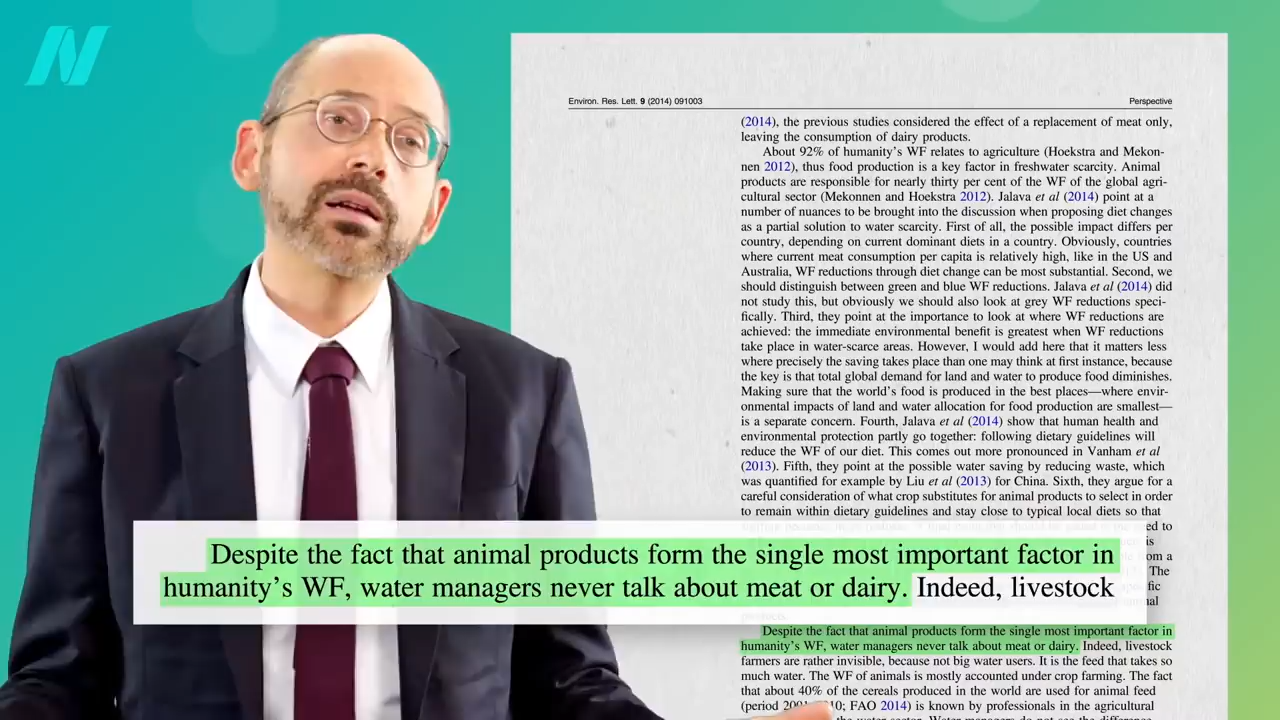 N
Environ. Res. Lett. 9 (2014) 091003
Perspective
(2014), the previous studies considered the effect of a replacement of meat only,
leaving the consumption of dairy products.
About 92% of humanity's WF relates to agriculture (Hoekstra and Mekon-
nen 2012), thus food production is a key factor in freshwater scarcity. Animal
products are responsible for nearly thirty per cent of the WF of the global agri-
cultural sector (Mekonnen and Hoekstra 2012). Jalava et al (2014) point at a
number of nuances to be brought into the discussion when proposing diet changes
as a partial solution to water scarcity. First of all, the possible impact differs per
country, depending on current dominant diets in a country. Obviously, countries
where current meat consumption per capita is relatively high, like in the US and
Australia, WF reductions through diet change can be most substantial. Second, we
should distinguish between green and blue WF reductions. Jalava et al (2014) did
not study this, but obviously we should also look at grey WF reductions speci-
fically. Third, they point at the importance to look at where WF reductions are
achieved: the immediate environmental benefit is greatest when WF reductions
take place in water-scarce areas. However, I would add here that it matters less
where precisely the saving takes place than one may think at first instance, because
the key is that total global demand for land and water to produce food diminishes.
Making sure that the world's food is produced in the best places—where envir-
onmental impacts of land and water allocation for food production are smallest—
is a separate concern. Fourth, Jalava et al (2014) show that human health and
environmental protection partly go together: following dietary guidelines will
reduce the WF of our diet. This comes out more pronounced in Vanham et al
(2013). Fifth, they point at the possible water saving by reducing waste, which
was quantified for example by Liu et al (2013) for China. Sixth, they argue for a
careful consideration of what crop substitutes for animal products to select in order
to remain within dietary guidelines and stay close to typical local diets so that
Despite the fact that animal products form the single most important factor in
humanity's WF, water managers never talk about meat or dairy. Indeed, livestock
Despite the fact that animal products form the single most important factor in
humanity's WF, water managers never talk about meat or dairy. Indeed, livestock
farmers are rather invisible, because not big water users. It is the feed that takes so
much water. The WF of animals is mostly accounted under crop farming. The fact
that about 40% of the cereals produced in the world are used for animal feed
(period FAO 2014) is known by professionals in the agricultural